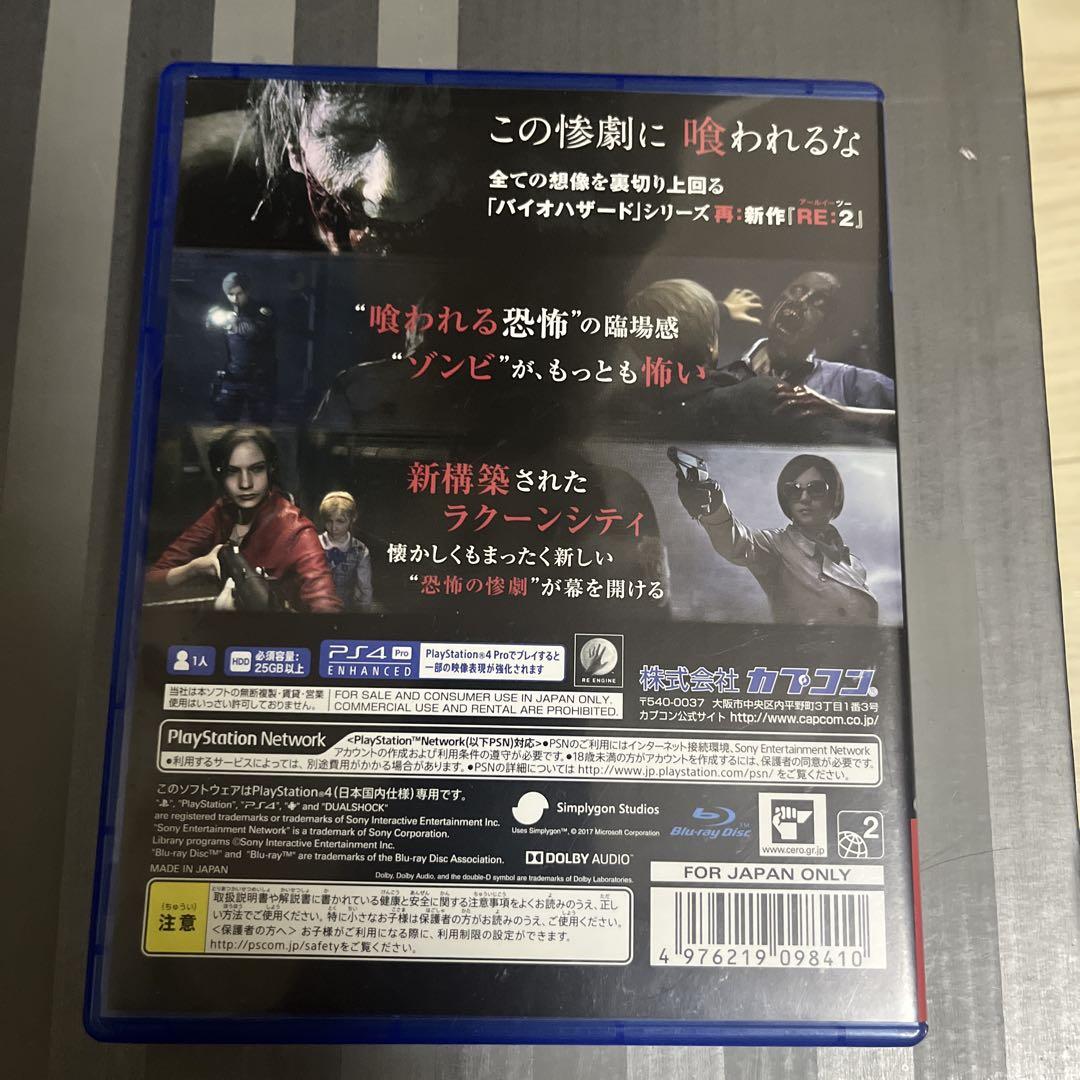 この惨劇に 喰われるな
全ての想像を裏切り上回る
アールイーツー
「バイオハザード」シリーズ 再:新作『RE:2』
“喰われる恐怖”の臨場感
“ゾンビ”が、もっとも怖い
新構築された
ラクーンシティ
懐かしくもまったく新しい
“恐怖の惨劇”が幕を開ける
1人
HDD 必須容量: 25GB以上
PS4 Pro ENHANCED
PlayStation®4 Proでプレイすると
一部の映像表現が強化されます
RE ENGINE
株式会社 カプコン®
〒540-0037 大阪市中央区内平野町3丁目1番3号
カプコン公式サイト http://www.capcom.co.jp/
当社は本ソフトの無断複製・賃貸・営業
使用はいっさい許可しておりません。
FOR SALE AND CONSUMER USE IN JAPAN ONLY.
COMMERCIAL USE AND RENTAL ARE PROHIBITED.
PlayStation Network
<PlayStation™Network(以下PSN)対応>●PSNのご利用にはインターネット接続環境、Sony Entertainment Network
アカウントの作成および利用条件の遵守が必要です。●18歳未満の方がアカウントを作成するには、保護者の同意が必要です。
●利用するサービスによっては、別途費用がかかる場合があります。●PSNの詳細については http://www.jp.playstation.com/psn/ をご覧ください。
このソフトウェアはPlayStation®4(日本国内仕様)専用です。
"PlayStation", "PS4", and "DUALSHOCK"
are registered trademarks or trademarks of Sony Interactive Entertainment Inc.
"Sony Entertainment Network" is a trademark of Sony Corporation.
Library programs ©Sony Interactive Entertainment Inc.
"Blu-ray Disc™" and "Blu-ray™" are trademarks of the Blu-ray Disc Association.
MADE IN JAPAN
Simplygon Studios
Uses Simplygon™, © 2017 Microsoft Corporation
DOLBY AUDIO™
Dolby, Dolby Audio, and the double-D symbol are trademarks of Dolby Laboratories.
Blu-ray Disc™
www.cero.gr.jp
2
FOR JAPAN ONLY
4 976219 098410
(ちゅうい)
注意
取扱説明書や解説書に書かれている健康と安全に関する注意事項をよくお読みのうえ、正し
い方法でご使用ください。特に小さなお子様は保護者の方がお読みのうえ、ご使用ください。
<保護者の方へ> お子様がご利用になる際に、利用制限の設定ができます。
http://pscom.jp/safetyをご覧ください。